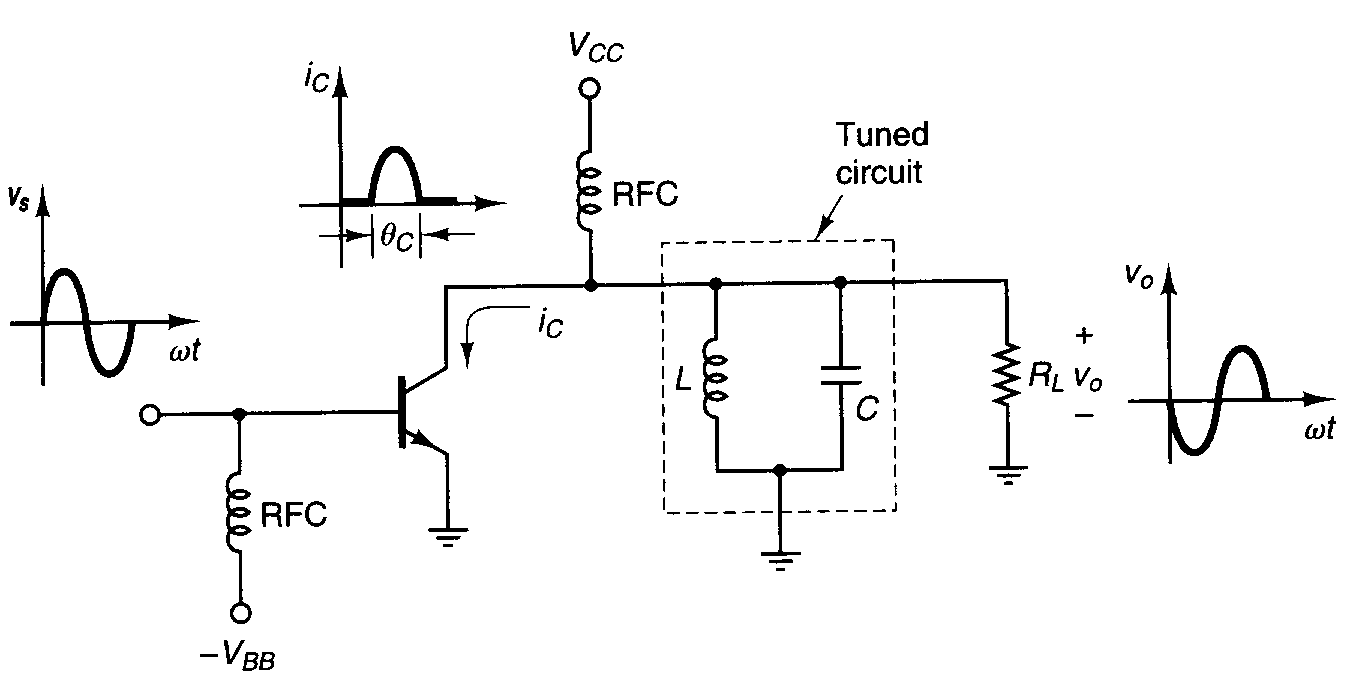 V_CC
i_C
Tuned
circuit
RFC
v_s
θ_C
v_o
ωt
i_C
L
C
R_L v_o
+
−
ωt
RFC
−V_BB